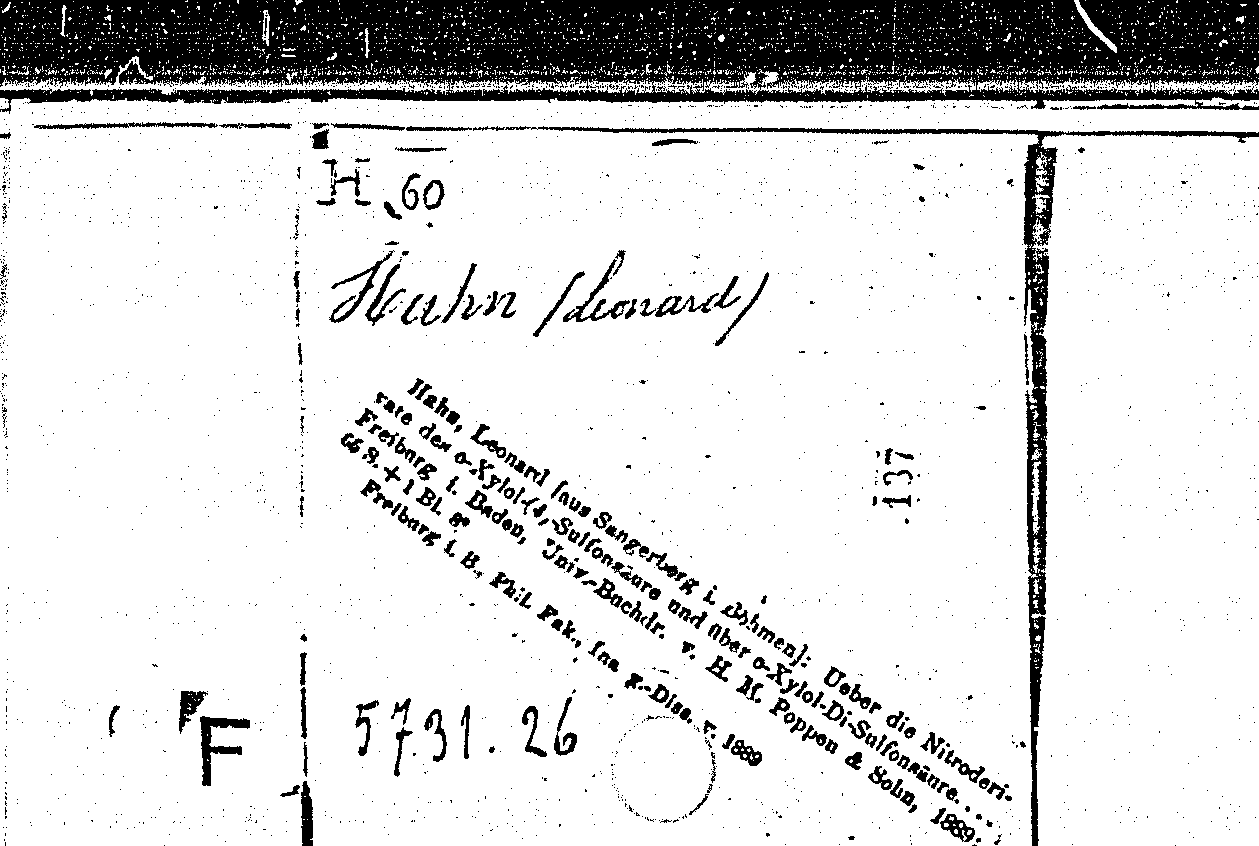 H. 60
Hahn (Leonard)
Hahn, Leonard [aus Sangerberg i. Böhmen]: Ueber die Nitroderi-
vate der o-Xylol-(4)-Sulfonsäure und über o-Xylol-Di-Sulfonsäure. . . .
Freiburg i. Baden, Univ.-Buchdr. v. H. M. Poppen & Sohn, 1889;
66 S. + 1 Bl. 8°
Freiburg i. B., Phil. Fak., Inaug.-Diss. v. 1889
137
F
5731.26